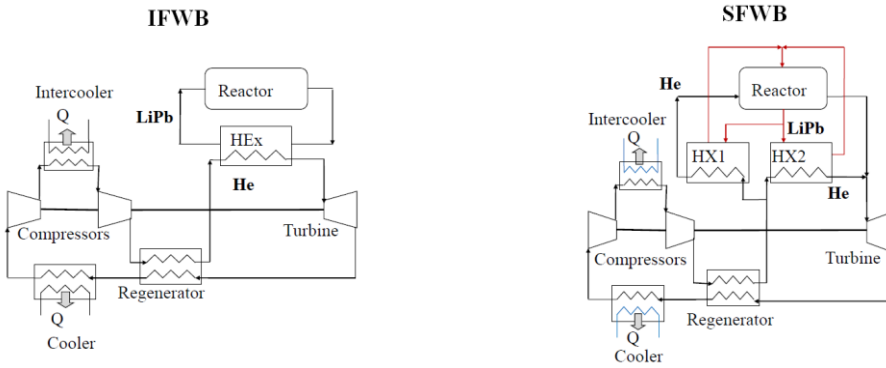 IFWB
Intercooler
Q
LiPb
Reactor
HEx
He
Compressors
Turbine
Regenerator
Q
Cooler
SFWB
He
Reactor
Intercooler
Q
LiPb
HX1
HX2
He
Compressors
Turbine
Regenerator
Q
Cooler